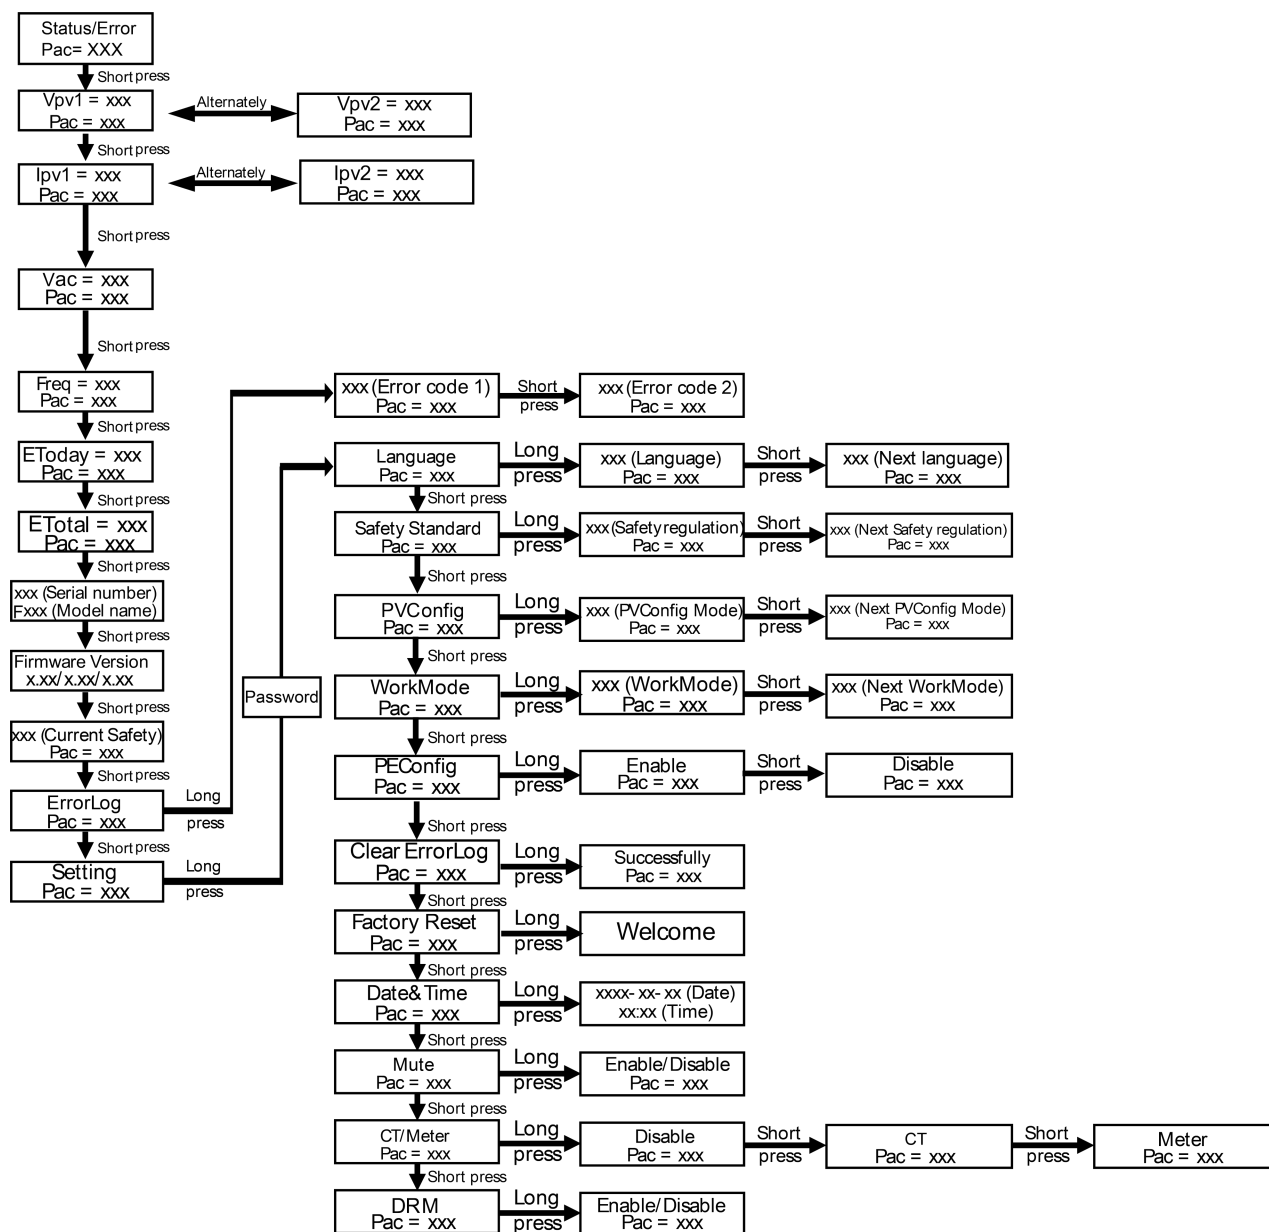 Status/Error
Pac= XXX
Short press
Vpv1 = xxx
Pac = xxx
Alternately
Vpv2 = xxx
Pac = xxx
Short press
Ipv1 = xxx
Pac = xxx
Alternately
Ipv2 = xxx
Pac = xxx
Short press
Vac = xxx
Pac = xxx
Short press
Freq = xxx
Pac = xxx
Short press
EToday = xxx
Pac = xxx
Short press
ETotal = xxx
Pac = xxx
Short press
xxx (Serial number)
Fxxx (Model name)
Short press
Firmware Version
x.xx/x.xx/x.xx
Short press
xxx (Current Safety)
Pac = xxx
Short press
ErrorLog
Pac = xxx
Long
press
Short press
Setting
Pac = xxx
Long
press
Password
xxx (Error code 1)
Pac = xxx
Short
press
xxx (Error code 2)
Pac = xxx
Language
Pac = xxx
Long
press
xxx (Language)
Pac = xxx
Short
press
xxx (Next language)
Pac = xxx
Short press
Safety Standard
Pac = xxx
Long
press
xxx (Safety regulation)
Pac = xxx
Short
press
xxx (Next Safety regulation)
Pac = xxx
Short press
PVConfig
Pac = xxx
Long
press
xxx (PVConfig Mode)
Pac = xxx
Short
press
xxx (Next PVConfig Mode)
Pac = xxx
Short press
WorkMode
Pac = xxx
Long
press
xxx (WorkMode)
Pac = xxx
Short
press
xxx (Next WorkMode)
Pac = xxx
Short press
PEConfig
Pac = xxx
Long
press
Enable
Pac = xxx
Short
press
Disable
Pac = xxx
Short press
Clear ErrorLog
Pac = xxx
Long
press
Successfully
Pac = xxx
Short press
Factory Reset
Pac = xxx
Long
press
Welcome
Short press
Date&Time
Pac = xxx
Long
press
xxxx- xx- xx (Date)
xx:xx (Time)
Short press
Mute
Pac = xxx
Long
press
Enable/Disable
Pac = xxx
Short press
CT/Meter
Pac = xxx
Long
press
Disable
Pac = xxx
Short
press
CT
Pac = xxx
Short
press
Meter
Pac = xxx
Short press
DRM
Pac = xxx
Long
press
Enable/Disable
Pac = xxx